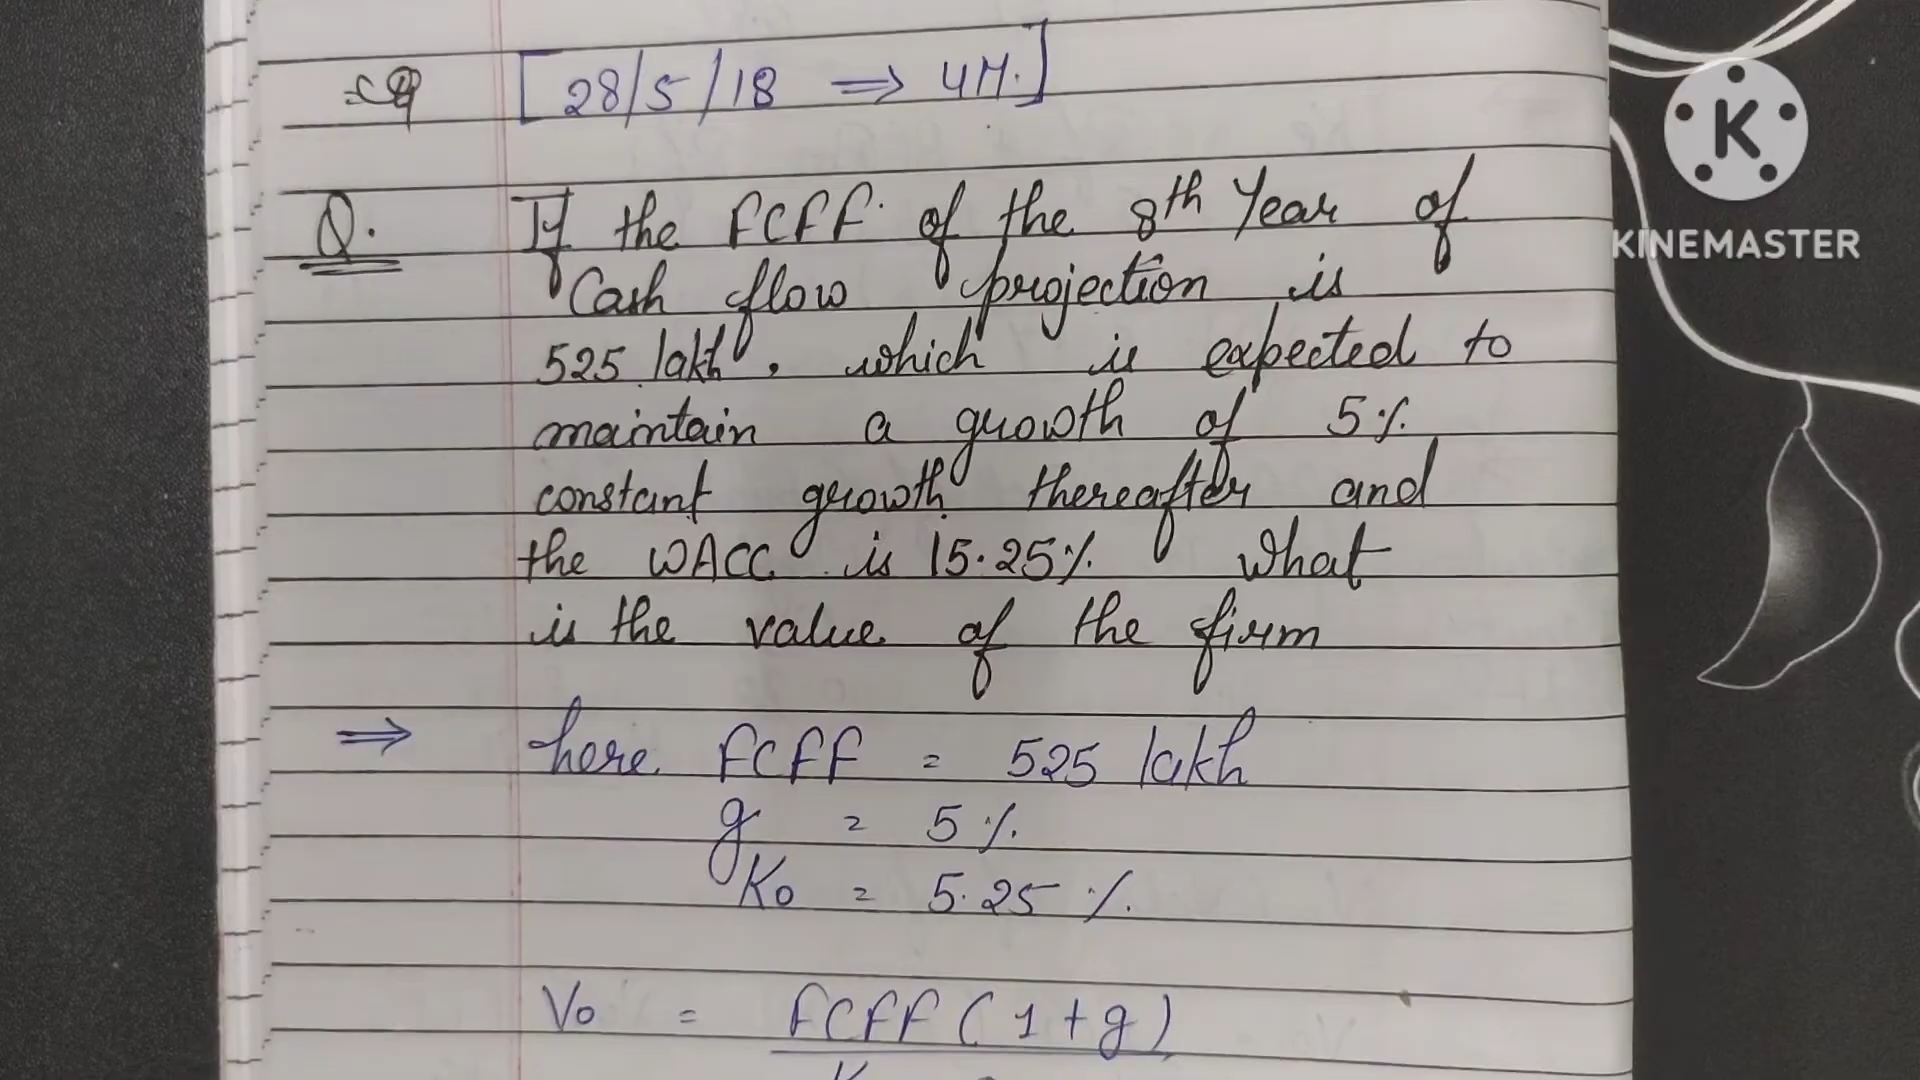 [28/5/18 ⇒ 4M.]
Q. If the FCFF of the 8th Year of
Cash flow projection is
525 lakh, which is expected to
maintain a growth of 5%
constant growth thereafter and
the WACC is 15.25% What
is the value of the firm
⇒ here FCFF = 525 lakh
g = 5%.
Ko = 5.25 %.
Vo = FCFF (1+g)
K
KINEMASTER